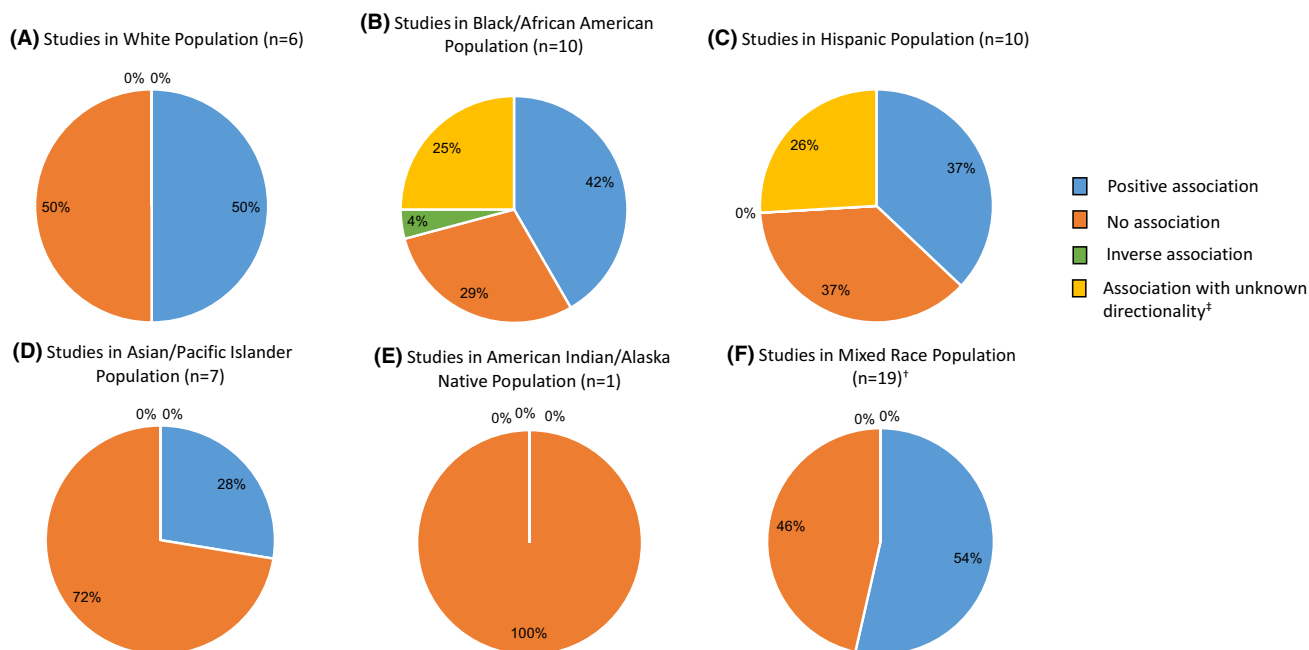 (A) Studies in White Population (n=6)
0% 0%
50%
50%
(B) Studies in Black/African American
Population (n=10)
25%
42%
4%
29%
(C) Studies in Hispanic Population (n=10)
26%
37%
0%
37%
Positive association
No association
Inverse association
Association with unknown
directionality‡
(D) Studies in Asian/Pacific Islander
Population (n=7)
0% 0%
28%
72%
(E) Studies in American Indian/Alaska
Native Population (n=1)
0% 0% 0%
100%
(F) Studies in Mixed Race Population
(n=19)†
0% 0%
46%
54%